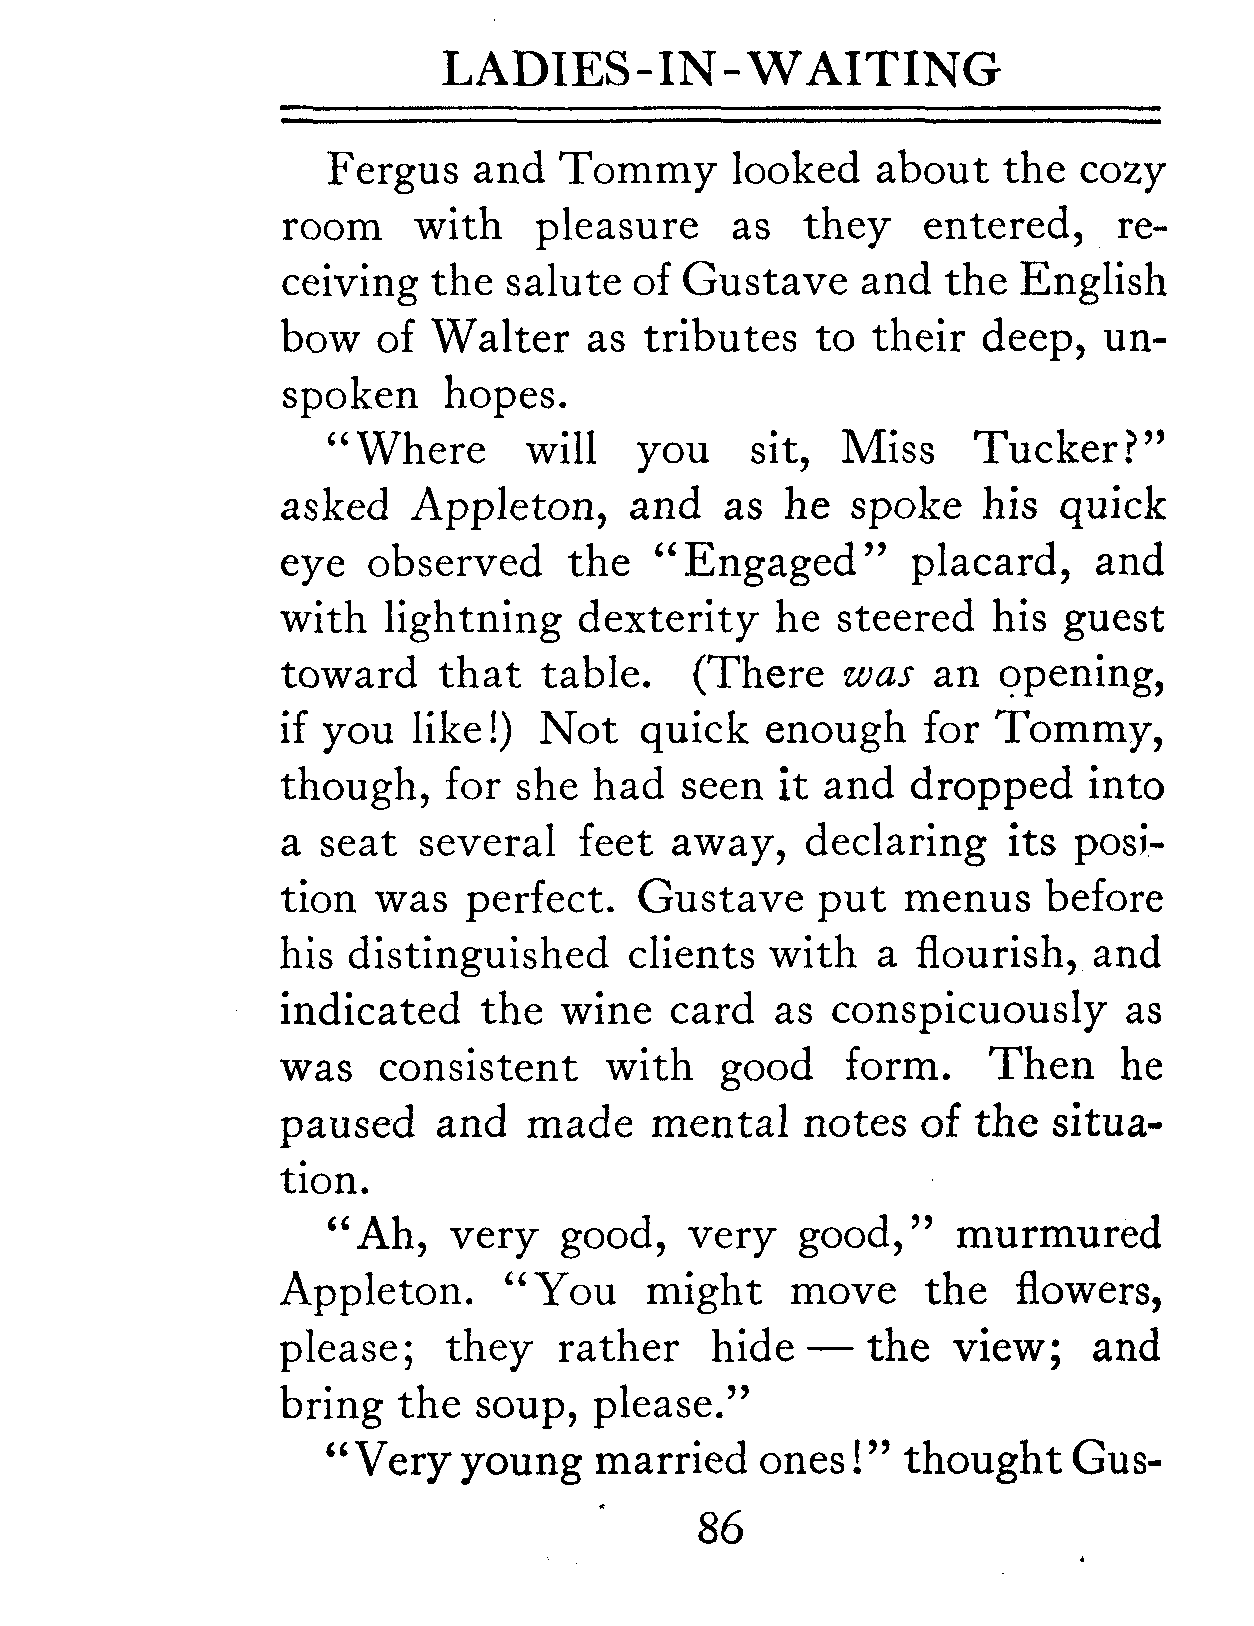 LADIES-IN-WAITING
Fergus and Tommy looked about the cozy
room with pleasure as they entered, re-
ceiving the salute of Gustave and the English
bow of Walter as tributes to their deep, un-
spoken hopes.
“Where will you sit, Miss Tucker?”
asked Appleton, and as he spoke his quick
eye observed the “Engaged” placard, and
with lightning dexterity he steered his guest
toward that table. (There was an opening,
if you like!) Not quick enough for Tommy,
though, for she had seen it and dropped into
a seat several feet away, declaring its posi-
tion was perfect. Gustave put menus before
his distinguished clients with a flourish, and
indicated the wine card as conspicuously as
was consistent with good form. Then he
paused and made mental notes of the situa-
tion.
“Ah, very good, very good,” murmured
Appleton. “You might move the flowers,
please; they rather hide — the view; and
bring the soup, please.”
“Very young married ones!” thought Gus-
86